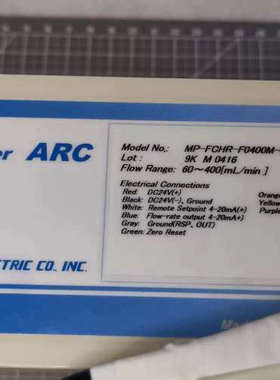 er ARC
Model No.: MP-FCHR-F0400M-
Lot : 9K M 0416
Flow Range: 60~400[mL/min]
Electrical Connections
Red: DC24V(+)
Black: DC24V(-), Ground
White: Remote Setpoint 4-20mA(+)
Blue: Flow-rate output 4-20mA(+)
Gray: Ground(RSP, OUT)
Green: Zero Reset
Orang
Yellow
Purple
TRIC CO. INC.